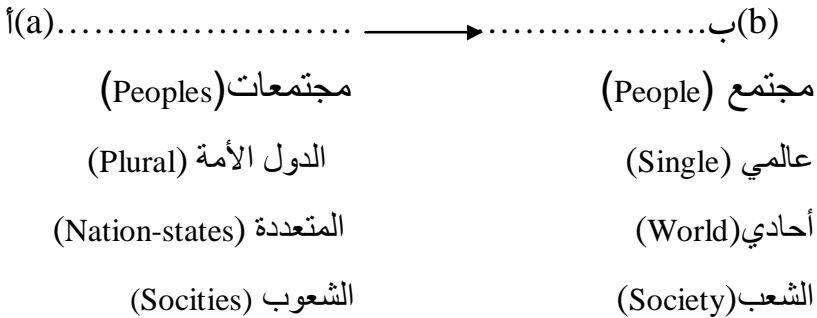 أ(a)……………………… ⟶ ………………ب(b)
مجتمعات(Peoples) مجتمع (People)
الدول الأمة (Plural) عالمي (Single)
المتعددة (Nation-states) أحادي(World)
الشعوب (Socities) الشعب(Society)